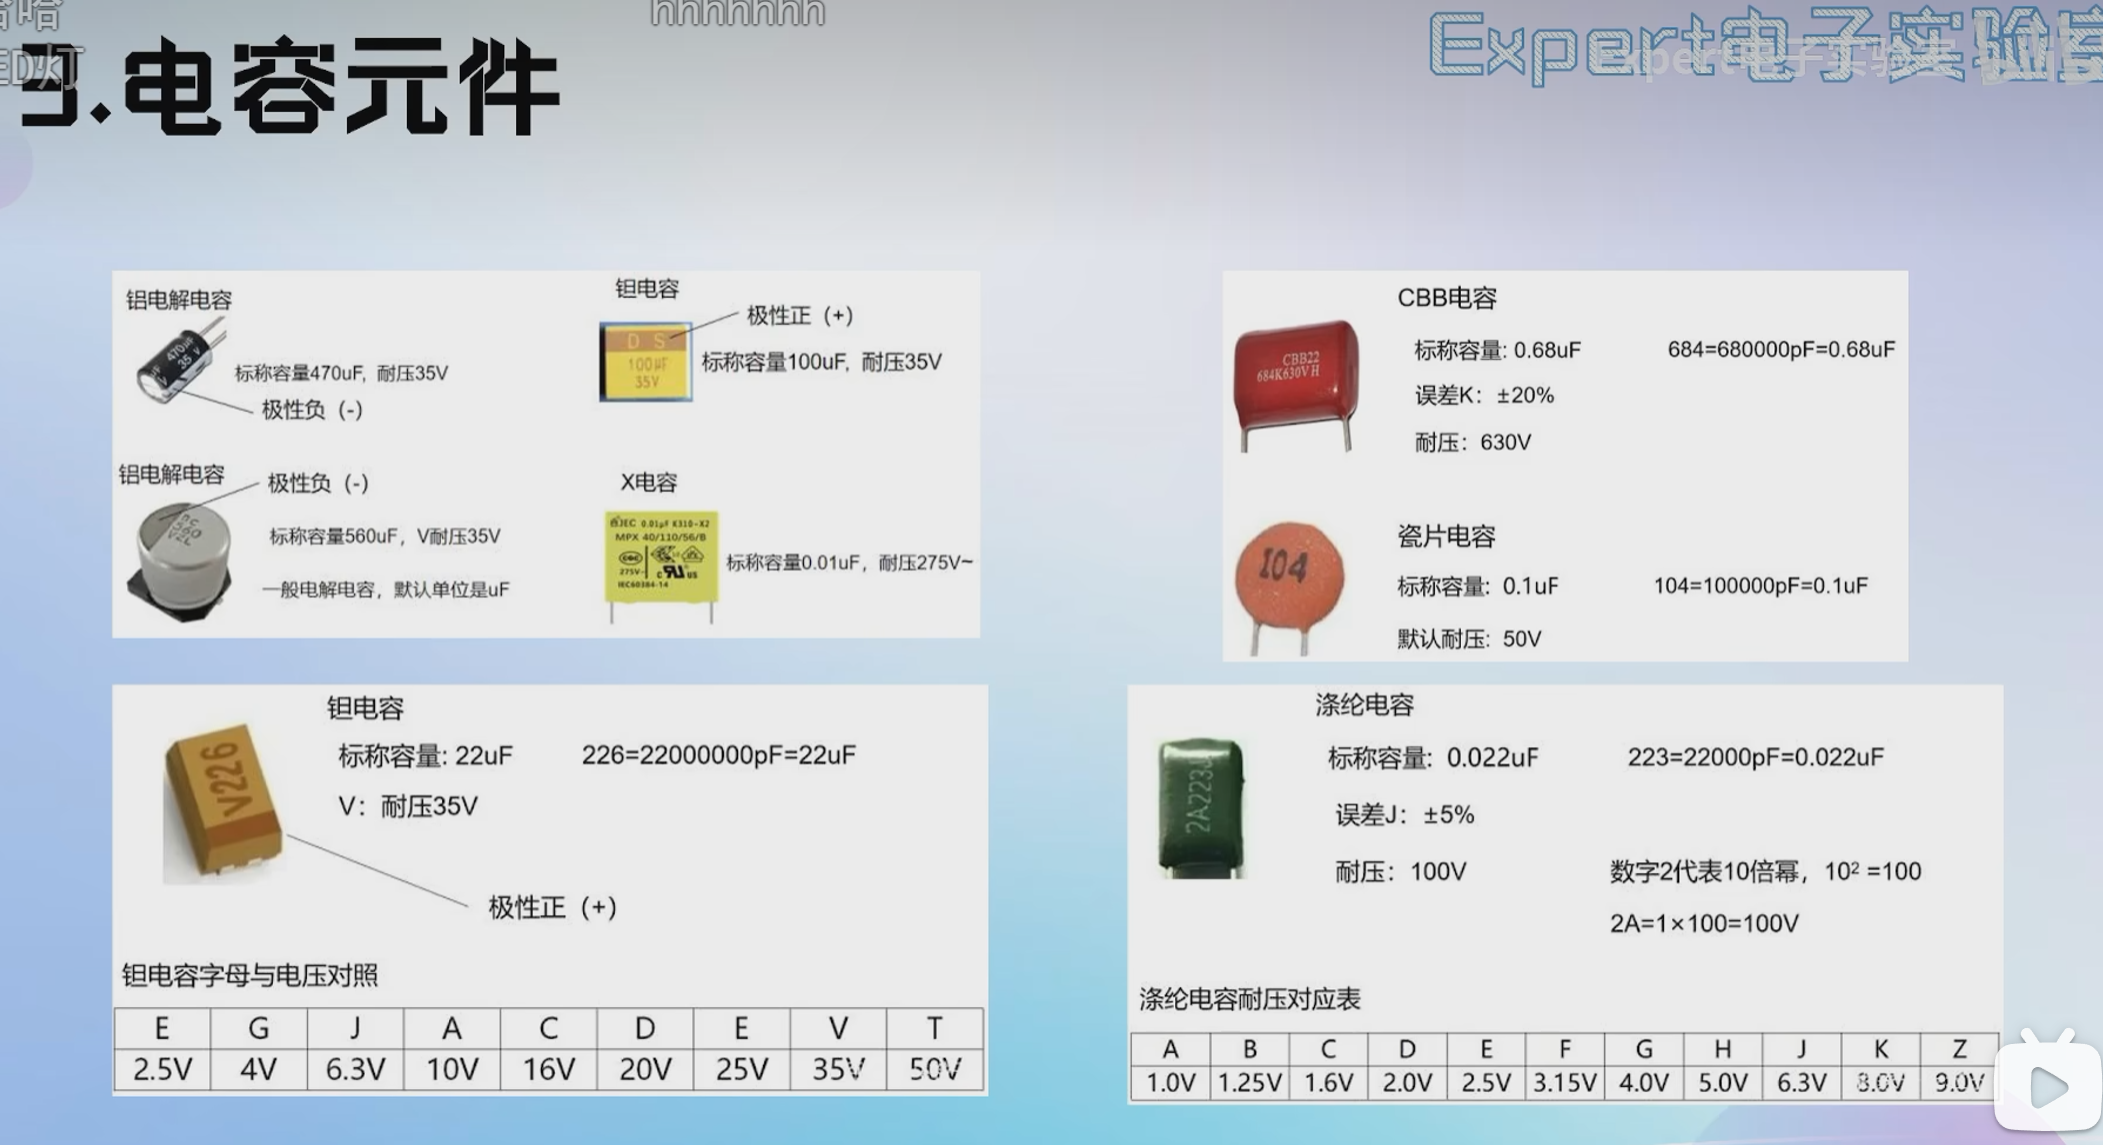 hhhhhhh
3.电容元件
Expert电子实验室
铝电解电容
470μF
35 V
标称容量470uF, 耐压35V
极性负 (-)
钽电容
极性正 (+)
D S
100μF
35V
标称容量100uF, 耐压35V
铝电解电容
极性负 (-)
560
标称容量560uF, V耐压35V
一般电解电容, 默认单位是uF
X电容
JEC 0.01μF K310-X2
MPX 40/110/56/B
275V~
IEC60384-14
标称容量0.01uF, 耐压275V~
CBB电容
CBB22
684K630V H
标称容量: 0.68uF 684=680000pF=0.68uF
误差K: ±20%
耐压: 630V
瓷片电容
104
标称容量: 0.1uF 104=100000pF=0.1uF
默认耐压: 50V
钽电容
V226
标称容量: 22uF 226=22000000pF=22uF
V: 耐压35V
极性正 (+)
钽电容字母与电压对照
E G J A C D E V T
2.5V 4V 6.3V 10V 16V 20V 25V 35V 50V
涤纶电容
2A223J
标称容量: 0.022uF 223=22000pF=0.022uF
误差J: ±5%
耐压: 100V 数字2代表10倍幂, 10² =100
2A=1×100=100V
涤纶电容耐压对应表
A B C D E F G H J K Z
1.0V 1.25V 1.6V 2.0V 2.5V 3.15V 4.0V 5.0V 6.3V 8.0V 9.0V